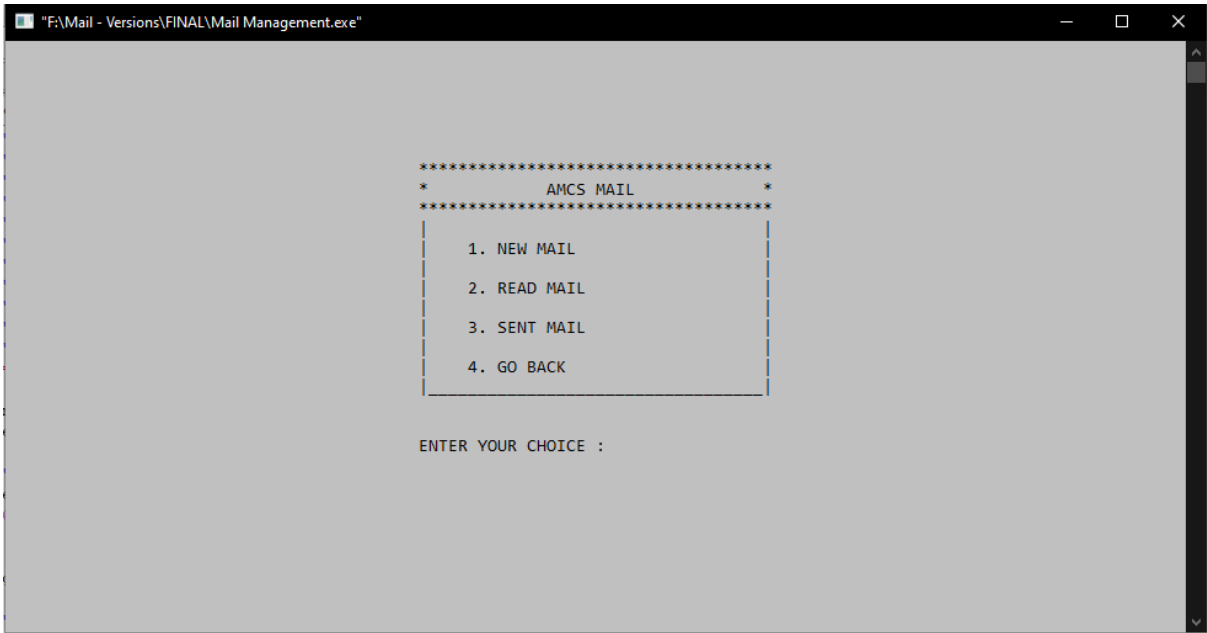 "F:\Mail - Versions\FINAL\Mail Management.exe"
************************************
* AMCS MAIL *
************************************
1. NEW MAIL
2. READ MAIL
3. SENT MAIL
4. GO BACK
ENTER YOUR CHOICE :